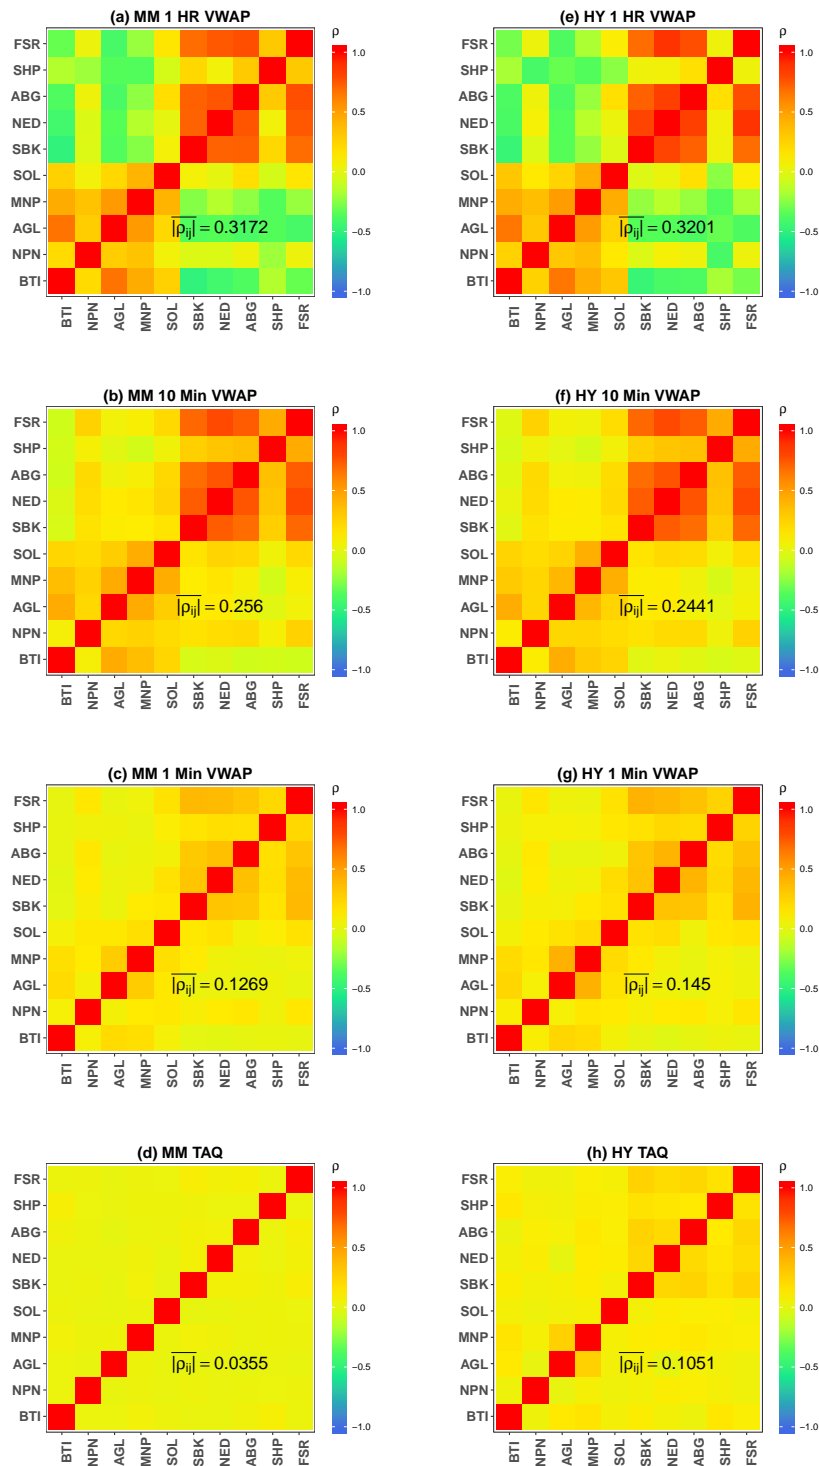 (a) MM 1 HR VWAP
FSR
SHP
ABG
NED
SBK
SOL
MNP
AGL
NPN
BTI
|ρij| = 0.3172
BTI NPN AGL MNP SOL SBK NED ABG SHP FSR
ρ
1.0
0.5
0.0
−0.5
−1.0
(e) HY 1 HR VWAP
FSR
SHP
ABG
NED
SBK
SOL
MNP
AGL
NPN
BTI
|ρij| = 0.3201
BTI NPN AGL MNP SOL SBK NED ABG SHP FSR
ρ
1.0
0.5
0.0
−0.5
−1.0
(b) MM 10 Min VWAP
FSR
SHP
ABG
NED
SBK
SOL
MNP
AGL
NPN
BTI
|ρij| = 0.256
BTI NPN AGL MNP SOL SBK NED ABG SHP FSR
ρ
1.0
0.5
0.0
−0.5
−1.0
(f) HY 10 Min VWAP
FSR
SHP
ABG
NED
SBK
SOL
MNP
AGL
NPN
BTI
|ρij| = 0.2441
BTI NPN AGL MNP SOL SBK NED ABG SHP FSR
ρ
1.0
0.5
0.0
−0.5
−1.0
(c) MM 1 Min VWAP
FSR
SHP
ABG
NED
SBK
SOL
MNP
AGL
NPN
BTI
|ρij| = 0.1269
BTI NPN AGL MNP SOL SBK NED ABG SHP FSR
ρ
1.0
0.5
0.0
−0.5
−1.0
(g) HY 1 Min VWAP
FSR
SHP
ABG
NED
SBK
SOL
MNP
AGL
NPN
BTI
|ρij| = 0.145
BTI NPN AGL MNP SOL SBK NED ABG SHP FSR
ρ
1.0
0.5
0.0
−0.5
−1.0
(d) MM TAQ
FSR
SHP
ABG
NED
SBK
SOL
MNP
AGL
NPN
BTI
|ρij| = 0.0355
BTI NPN AGL MNP SOL SBK NED ABG SHP FSR
ρ
1.0
0.5
0.0
−0.5
−1.0
(h) HY TAQ
FSR
SHP
ABG
NED
SBK
SOL
MNP
AGL
NPN
BTI
|ρij| = 0.1051
BTI NPN AGL MNP SOL SBK NED ABG SHP FSR
ρ
1.0
0.5
0.0
−0.5
−1.0